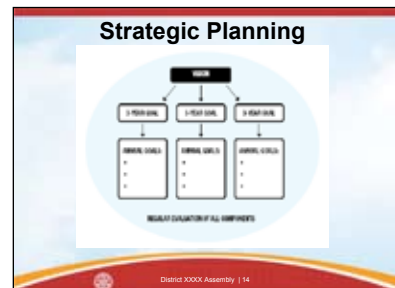 Strategic Planning
VISION
3-YEAR GOAL 3-YEAR GOAL 3-YEAR GOAL
ANNUAL GOALS: ANNUAL GOALS: ANNUAL GOALS:
• • •
• • •
• • •
REGULAR EVALUATION OF ALL COMPONENTS
District XXXX Assembly | 14